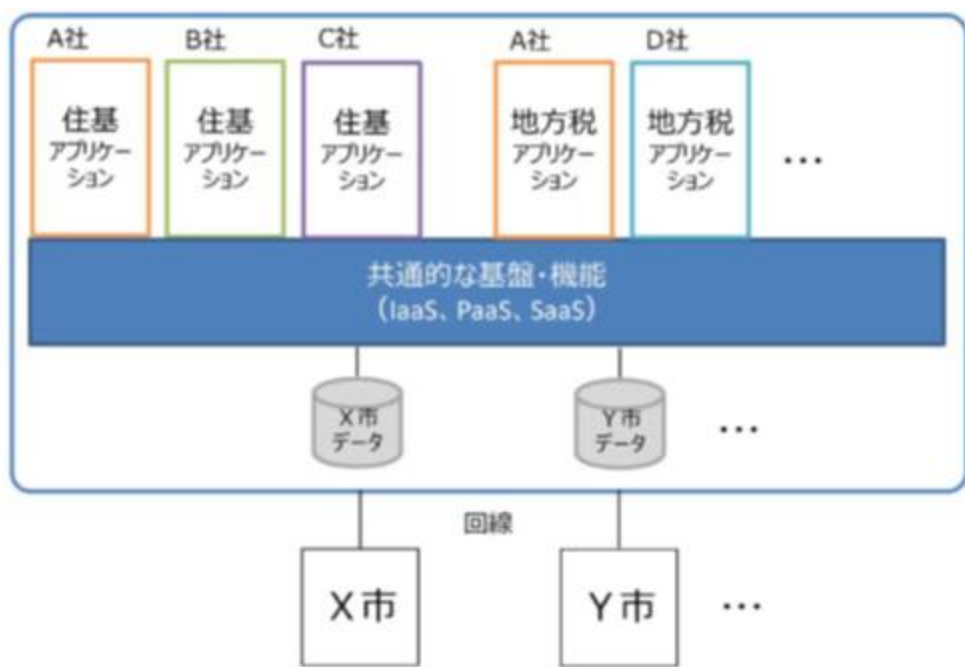 A社
B社
C社
A社
D社
住基
アプリケー
ション
住基
アプリケー
ション
住基
アプリケー
ション
地方税
アプリケー
ション
地方税
アプリケー
ション
…
共通的な基盤・機能
（IaaS、PaaS、SaaS）
X市
データ
Y市
データ
…
回線
X市
Y市
…